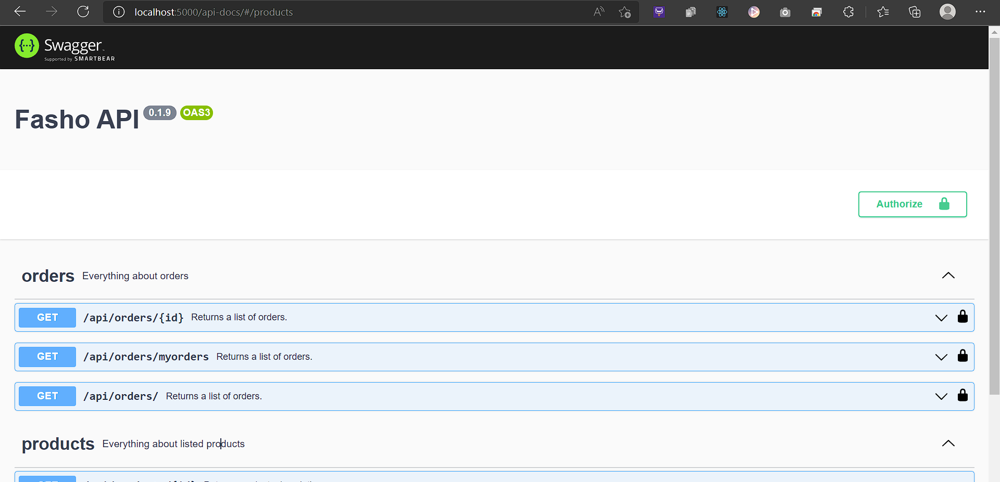 localhost:5000/api-docs/#/products
Swagger
Supported by SMARTBEAR
Fasho API 0.1.9 OAS3
Authorize
orders Everything about orders
GET /api/orders/{id} Returns a list of orders.
GET /api/orders/myorders Returns a list of orders.
GET /api/orders/ Returns a list of orders.
products Everything about listed products
GET